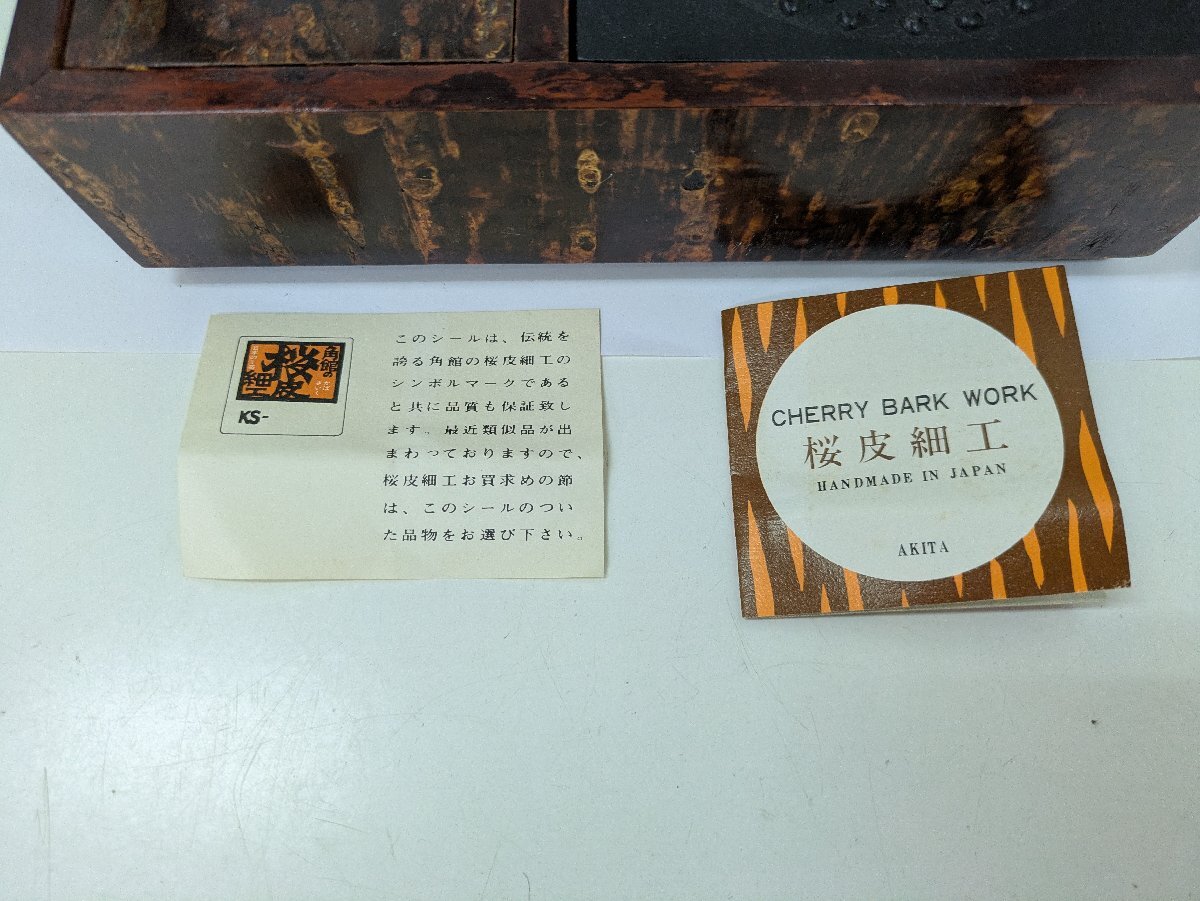 角館の
桜皮
細工
かば
ざいく
KS-
このシールは、伝統を
誇る角館の桜皮細工の
シンボルマークである
と共に品質も保証致し
ます。最近類似品が出
まわっておりますので、
桜皮細工お買求めの節
は、このシールのつい
た品物をお選び下さい。
CHERRY BARK WORK
桜皮細工
HANDMADE IN JAPAN
AKITA